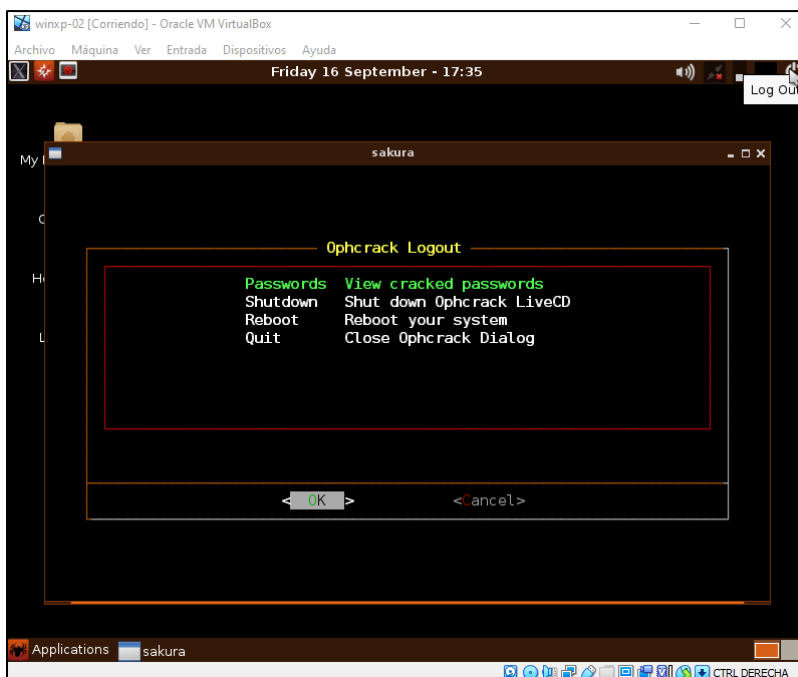 winxp-02 [Corriendo] - Oracle VM VirtualBox
Archivo Máquina Ver Entrada Dispositivos Ayuda
Friday 16 September - 17:35
Log Out
My
sakura
Ophcrack Logout
Passwords View cracked passwords
Shutdown Shut down Ophcrack LiveCD
Reboot Reboot your system
Quit Close Ophcrack Dialog
< OK > <Cancel>
Applications sakura
CTRL DERECHA